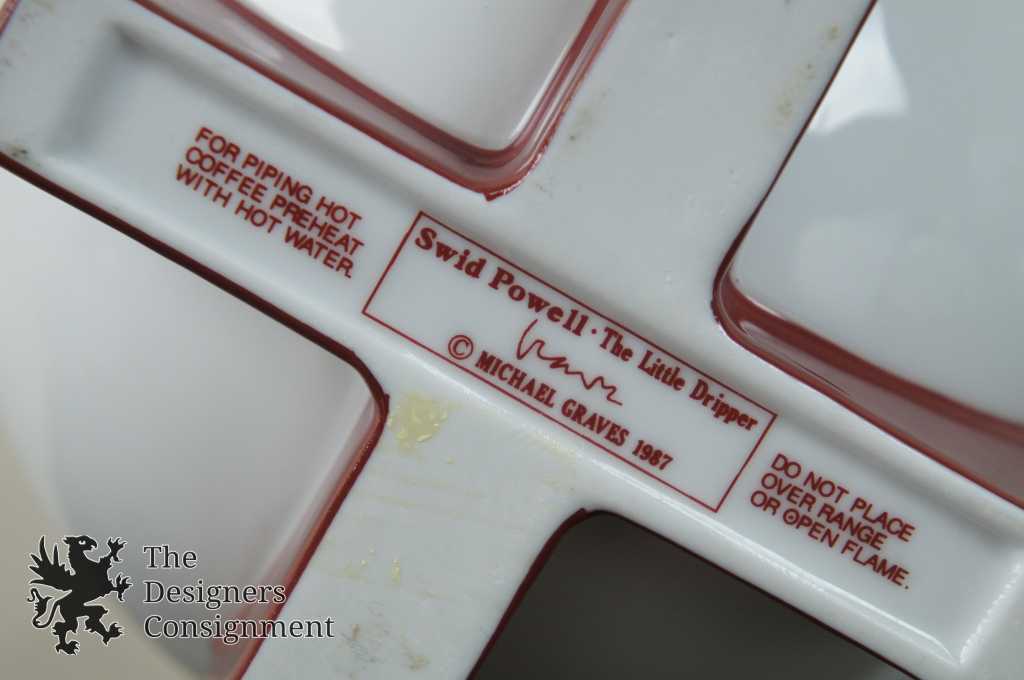 FOR PIPING HOT
COFFEE PREHEAT
WITH HOT WATER.
Swid Powell · The Little Dripper
Graves
© MICHAEL GRAVES 1987
DO NOT PLACE
OVER RANGE
OR OPEN FLAME.
The
Designers
Consignment